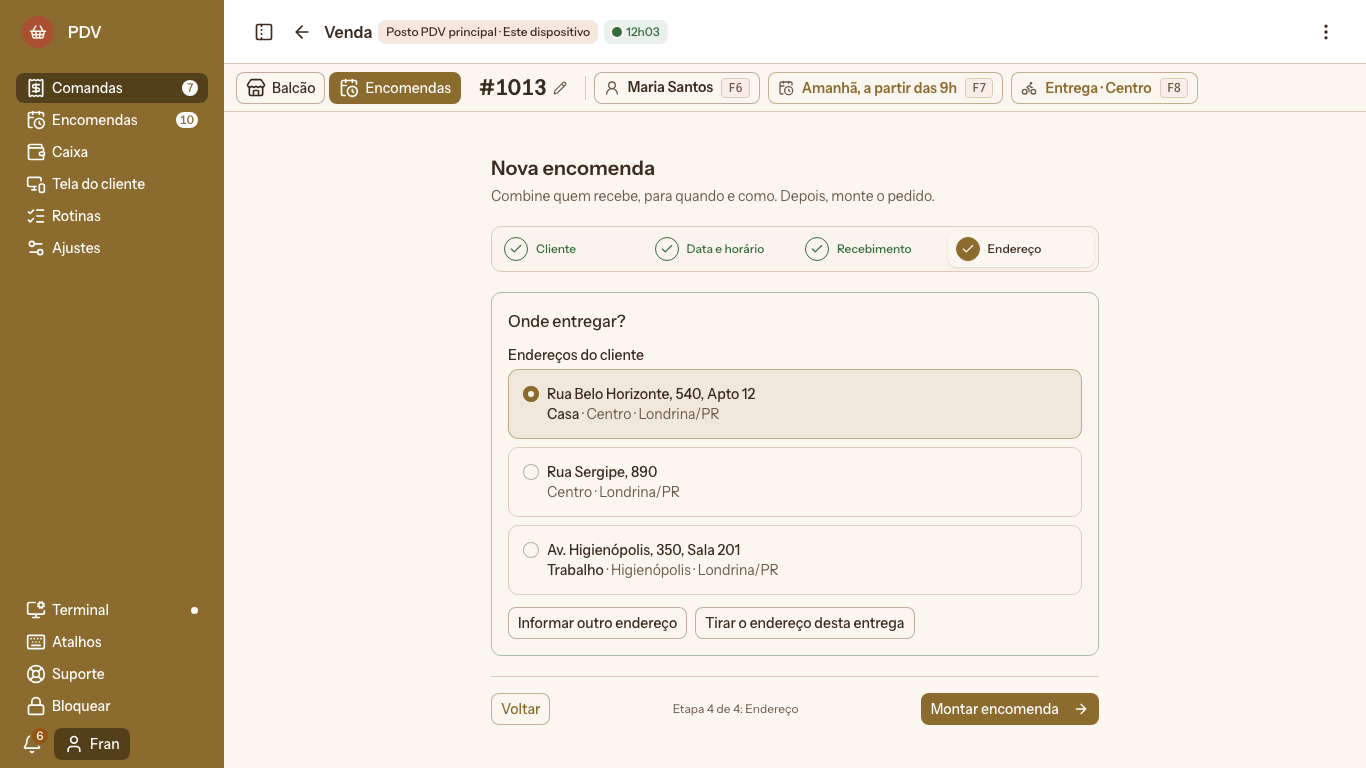 PDV
Comandas 7
Encomendas 10
Caixa
Tela do cliente
Rotinas
Ajustes
Terminal
Atalhos
Suporte
Bloquear
6 Fran
Venda Posto PDV principal · Este dispositivo 12h03
Balcão Encomendas #1013 Maria Santos F6 Amanhã, a partir das 9h F7 Entrega · Centro F8
Nova encomenda
Combine quem recebe, para quando e como. Depois, monte o pedido.
Cliente Data e horário Recebimento Endereço
Onde entregar?
Endereços do cliente
Rua Belo Horizonte, 540, Apto 12
Casa · Centro · Londrina/PR
Rua Sergipe, 890
Centro · Londrina/PR
Av. Higienópolis, 350, Sala 201
Trabalho · Higienópolis · Londrina/PR
Informar outro endereço Tirar o endereço desta entrega
Voltar Etapa 4 de 4: Endereço Montar encomenda